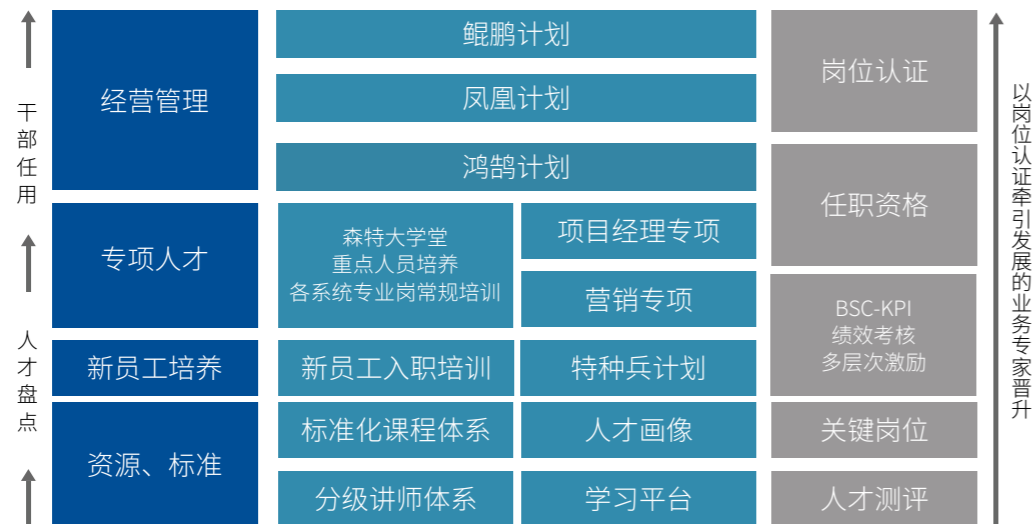 干部任用
人才盘点
经营管理
专项人才
新员工培养
资源、标准
鲲鹏计划
凤凰计划
鸿鹄计划
森特大学堂
重点人员培养
各系统专业岗常规培训
项目经理专项
营销专项
新员工入职培训
特种兵计划
标准化课程体系
人才画像
分级讲师体系
学习平台
岗位认证
任职资格
BSC-KPI
绩效考核
多层次激励
关键岗位
人才测评
以岗位认证牵引发展的业务专家晋升